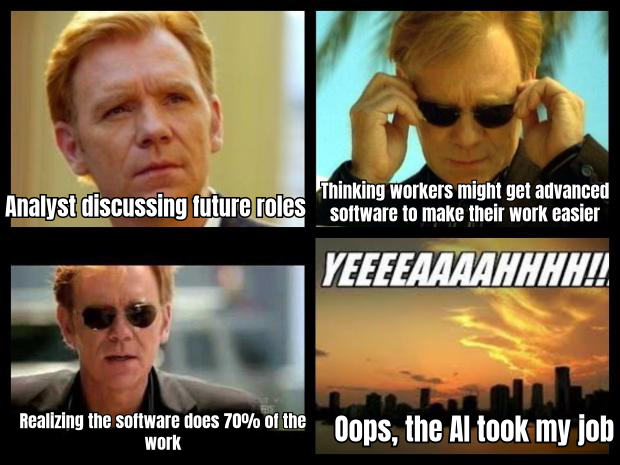 Analyst discussing future roles
Thinking workers might get advanced
software to make their work easier
Realizing the software does 70% of the
work
YEEEEAAAAHHHH!!!
Oops, the AI took my job